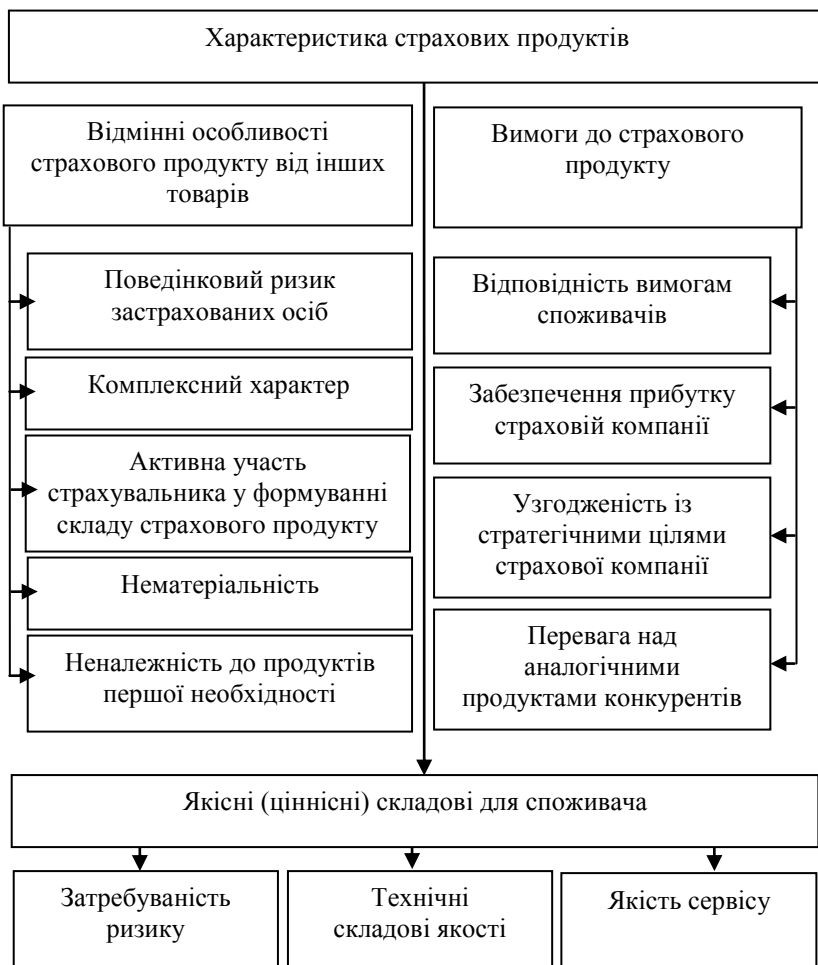 Характеристика страхових продуктів
Відмінні особливості
страхового продукту від інших
товарів
Поведінковий ризик
застрахованих осіб
Комплексний характер
Активна участь
страхувальника у формуванні
складу страхового продукту
Нематеріальність
Неналежність до продуктів
першої необхідності
Вимоги до страхового
продукту
Відповідність вимогам
споживачів
Забезпечення прибутку
страховій компанії
Узгодженість із
стратегічними цілями
страхової компанії
Перевага над
аналогічними
продуктами конкурентів
Якісні (ціннісні) складові для споживача
Затребуваність
ризику
Технічні
складові якості
Якість сервісу